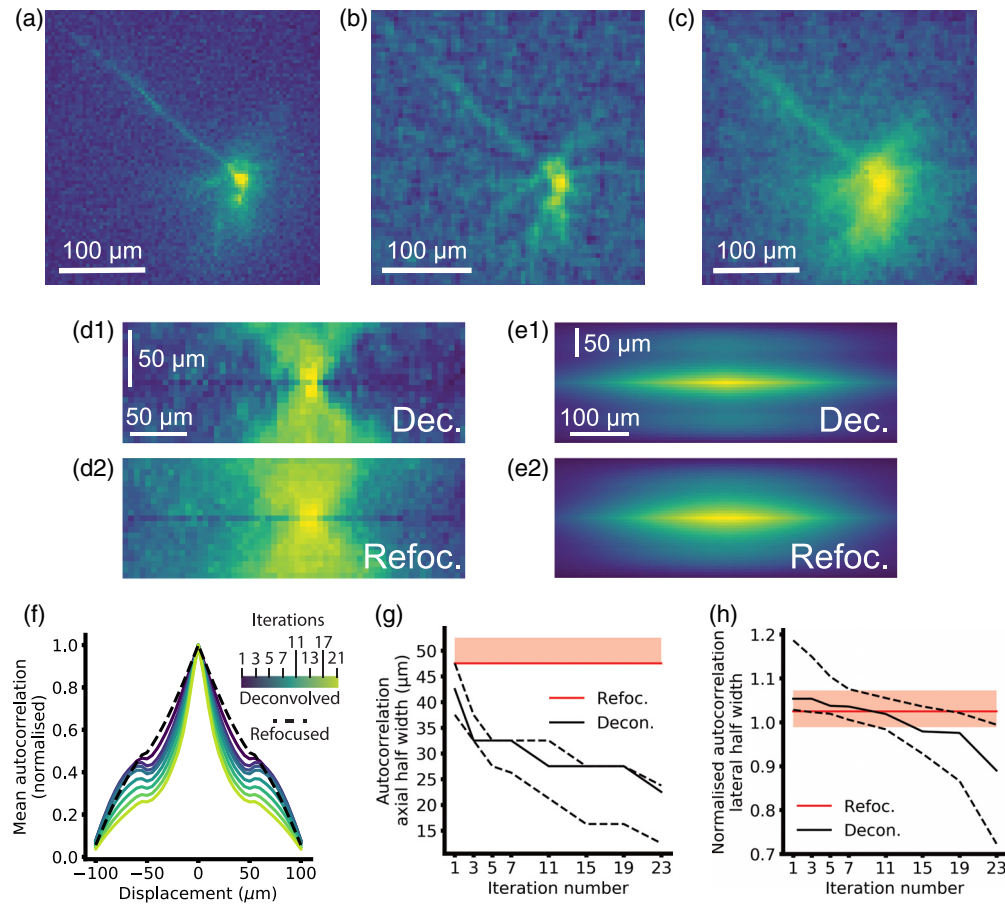 (a)
(b)
(c)
100 µm
100 µm
100 µm
(d1)
50 µm
50 µm
Dec.
(e1)
50 µm
100 µm
Dec.
(d2)
Refoc.
(e2)
Refoc.
(f)
Iterations
11 17
1 3 5 7 13 21
Deconvolved
Refocused
Mean autocorrelation
(normalised)
1.0
0.8
0.6
0.4
0.2
0.0
−100 −50 0 50 100
Displacement (µm)
(g)
Autocorrelation
axial half width (µm)
50
45
40
35
30
25
20
15
Refoc.
Decon.
1 3 5 7 11 15 19 23
Iteration number
(h)
Normalised autocorrelation
lateral half width
1.2
1.1
1.0
0.9
0.8
0.7
Refoc.
Decon.
1 3 5 7 11 15 19 23
Iteration number